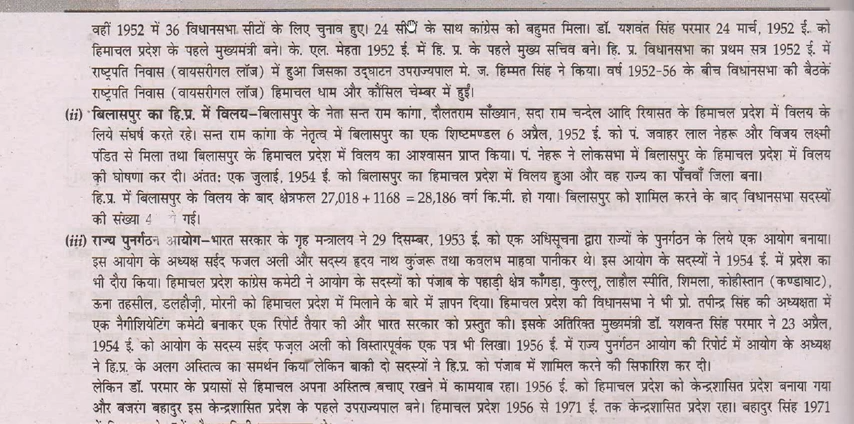 वहीं 1952 में 36 विधानसभा सीटों के लिए चुनाव हुए। 24 सीटों के साथ कांग्रेस को बहुमत मिला। डॉ. यशवंत सिंह परमार 24 मार्च, 1952 ई. को
हिमाचल प्रदेश के पहले मुख्यमंत्री बने। के. एल. मेहता 1952 ई. में हि. प्र. के पहले मुख्य सचिव बने। हि. प्र. विधानसभा का प्रथम सत्र 1952 ई. में
राष्ट्रपति निवास (वायसरीगल लॉज) में हुआ जिसका उद्घाटन उपराज्यपाल मे. ज. हिम्मत सिंह ने किया। वर्ष 1952-56 के बीच विधानसभा की बैठकें
राष्ट्रपति निवास (वायसरीगल लॉज) हिमाचल धाम और कौंसिल चेम्बर में हुईं।
(ii) बिलासपुर का हि.प्र. में विलय–बिलासपुर के नेता सन्त राम कांगा, दौलतराम साँख्यान, सदा राम चन्देल आदि रियासत के हिमाचल प्रदेश में विलय के
लिये संघर्ष करते रहे। सन्त राम कांगा के नेतृत्व में बिलासपुर का एक शिष्टमण्डल 6 अप्रैल, 1952 ई. को पं. जवाहर लाल नेहरू और विजय लक्ष्मी
पंडित से मिला तथा बिलासपुर के हिमाचल प्रदेश में विलय का आश्वासन प्राप्त किया। पं. नेहरू ने लोकसभा में बिलासपुर के हिमाचल प्रदेश में विलय
की घोषणा कर दी। अंततः एक जुलाई, 1954 ई. को बिलासपुर का हिमाचल प्रदेश में विलय हुआ और वह राज्य का पाँचवाँ जिला बना।
हि.प्र. में बिलासपुर के विलय के बाद क्षेत्रफल 27,018 + 1168 = 28,186 वर्ग कि.मी. हो गया। बिलासपुर को शामिल करने के बाद विधानसभा सदस्यों
की संख्या 4 गई।
(iii) राज्य पुनर्गठन आयोग–भारत सरकार के गृह मन्त्रालय ने 29 दिसम्बर, 1953 ई. को एक अधिसूचना द्वारा राज्यों के पुनर्गठन के लिये एक आयोग बनाया।
इस आयोग के अध्यक्ष सईद फजल अली और सदस्य हृदय नाथ कुंजरू तथा कवलभ माहवा पानीकर थे। इस आयोग के सदस्यों ने 1954 ई. में प्रदेश का
भी दौरा किया। हिमाचल प्रदेश कांग्रेस कमेटी ने आयोग के सदस्यों को पंजाब के पहाड़ी क्षेत्र काँगड़ा, कुल्लू, लाहौल स्पीति, शिमला, कोहीस्तान (कण्डाघाट),
ऊना तहसील, डलहौज़ी, मोरनी को हिमाचल प्रदेश में मिलाने के बारे में ज्ञापन दिया। हिमाचल प्रदेश की विधानसभा ने भी प्रो. तपीन्द्र सिंह की अध्यक्षता में
एक नैगीशियेटिंग कमेटी बनाकर एक रिपोर्ट तैयार की और भारत सरकार को प्रस्तुत की। इसके अतिरिक्त मुख्यमंत्री डॉ. यशवन्त सिंह परमार ने 23 अप्रैल,
1954 ई. को आयोग के सदस्य सईद फज़ल अली को विस्तारपूर्वक एक पत्र भी लिखा। 1956 ई. में राज्य पुनर्गठन आयोग की रिपोर्ट में आयोग के अध्यक्ष
ने हि.प्र. के अलग अस्तित्व का समर्थन किया लेकिन बाकी दो सदस्यों ने हि.प्र. को पंजाब में शामिल करने की सिफारिश कर दी।
लेकिन डॉ. परमार के प्रयासों से हिमाचल अपना अस्तित्व बचाए रखने में कामयाब रहा। 1956 ई. को हिमाचल प्रदेश को केन्द्रशासित प्रदेश बनाया गया
और बजरंग बहादुर इस केन्द्रशासित प्रदेश के पहले उपराज्यपाल बने। हिमाचल प्रदेश 1956 से 1971 ई. तक केन्द्रशासित प्रदेश रहा। बहादुर सिंह 1971